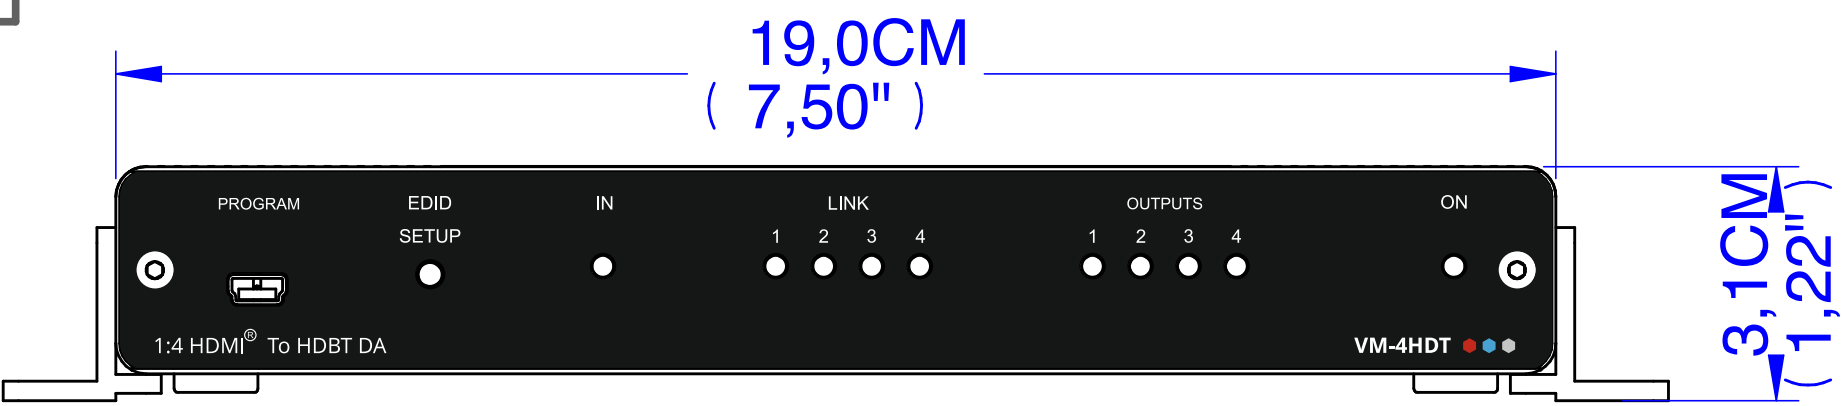 19,0CM
( 7,50" )
3,1CM
(1,22")
PROGRAM EDID IN LINK OUTPUTS ON
SETUP 1 2 3 4 1 2 3 4
1:4 HDMI® To HDBT DA VM-4HDT